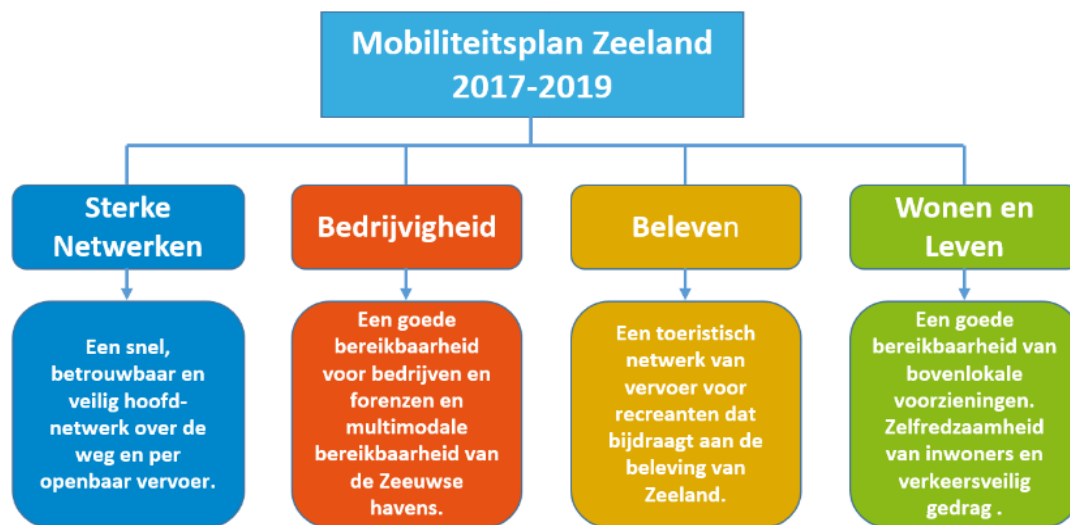 Mobiliteitsplan Zeeland
2017-2019
Sterke
Netwerken
Bedrijvigheid
Beleven
Wonen en
Leven
Een snel,
betrouwbaar en
veilig hoofd-
netwerk over de
weg en per
openbaar vervoer.
Een goede
bereikbaarheid
voor bedrijven en
forenzen en
multimodale
bereikbaarheid van
de Zeeuwse
havens.
Een toeristisch
netwerk van
vervoer voor
recreanten dat
bijdraagt aan de
beleving van
Zeeland.
Een goede
bereikbaarheid van
bovenlokale
voorzieningen.
Zelfredzaamheid
van inwoners en
verkeersveilig
gedrag .